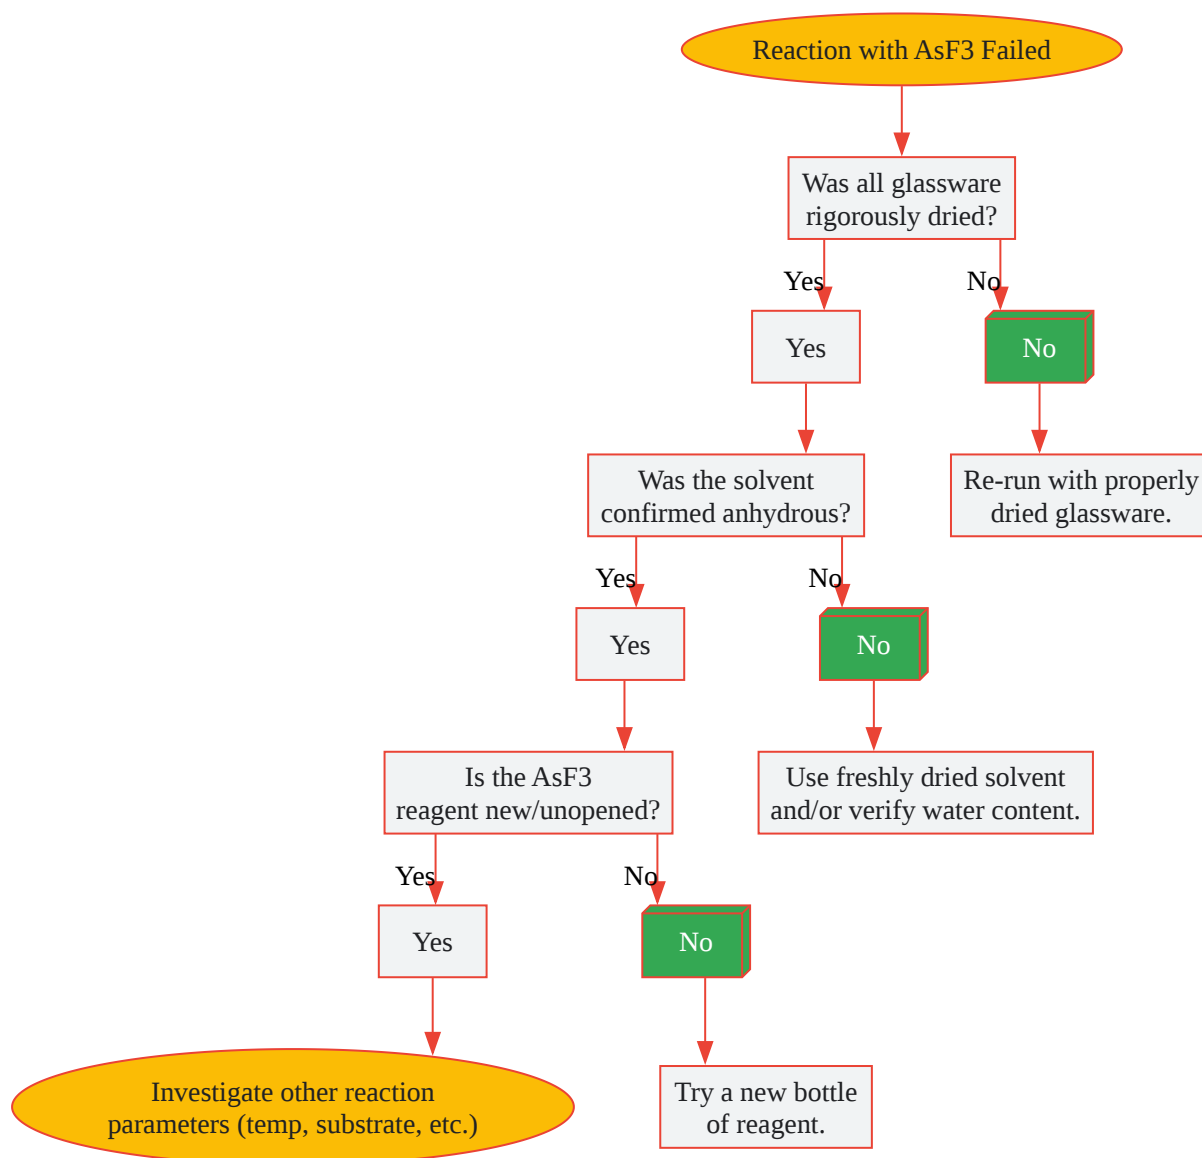 Reaction with AsF3 Failed
Was all glassware
rigorously dried?
Yes
No
Yes
No
Was the solvent
confirmed anhydrous?
Re-run with properly
dried glassware.
Yes
No
Yes
No
Is the AsF3
reagent new/unopened?
Use freshly dried solvent
and/or verify water content.
Yes
No
Yes
No
Investigate other reaction
parameters (temp, substrate, etc.)
Try a new bottle
of reagent.